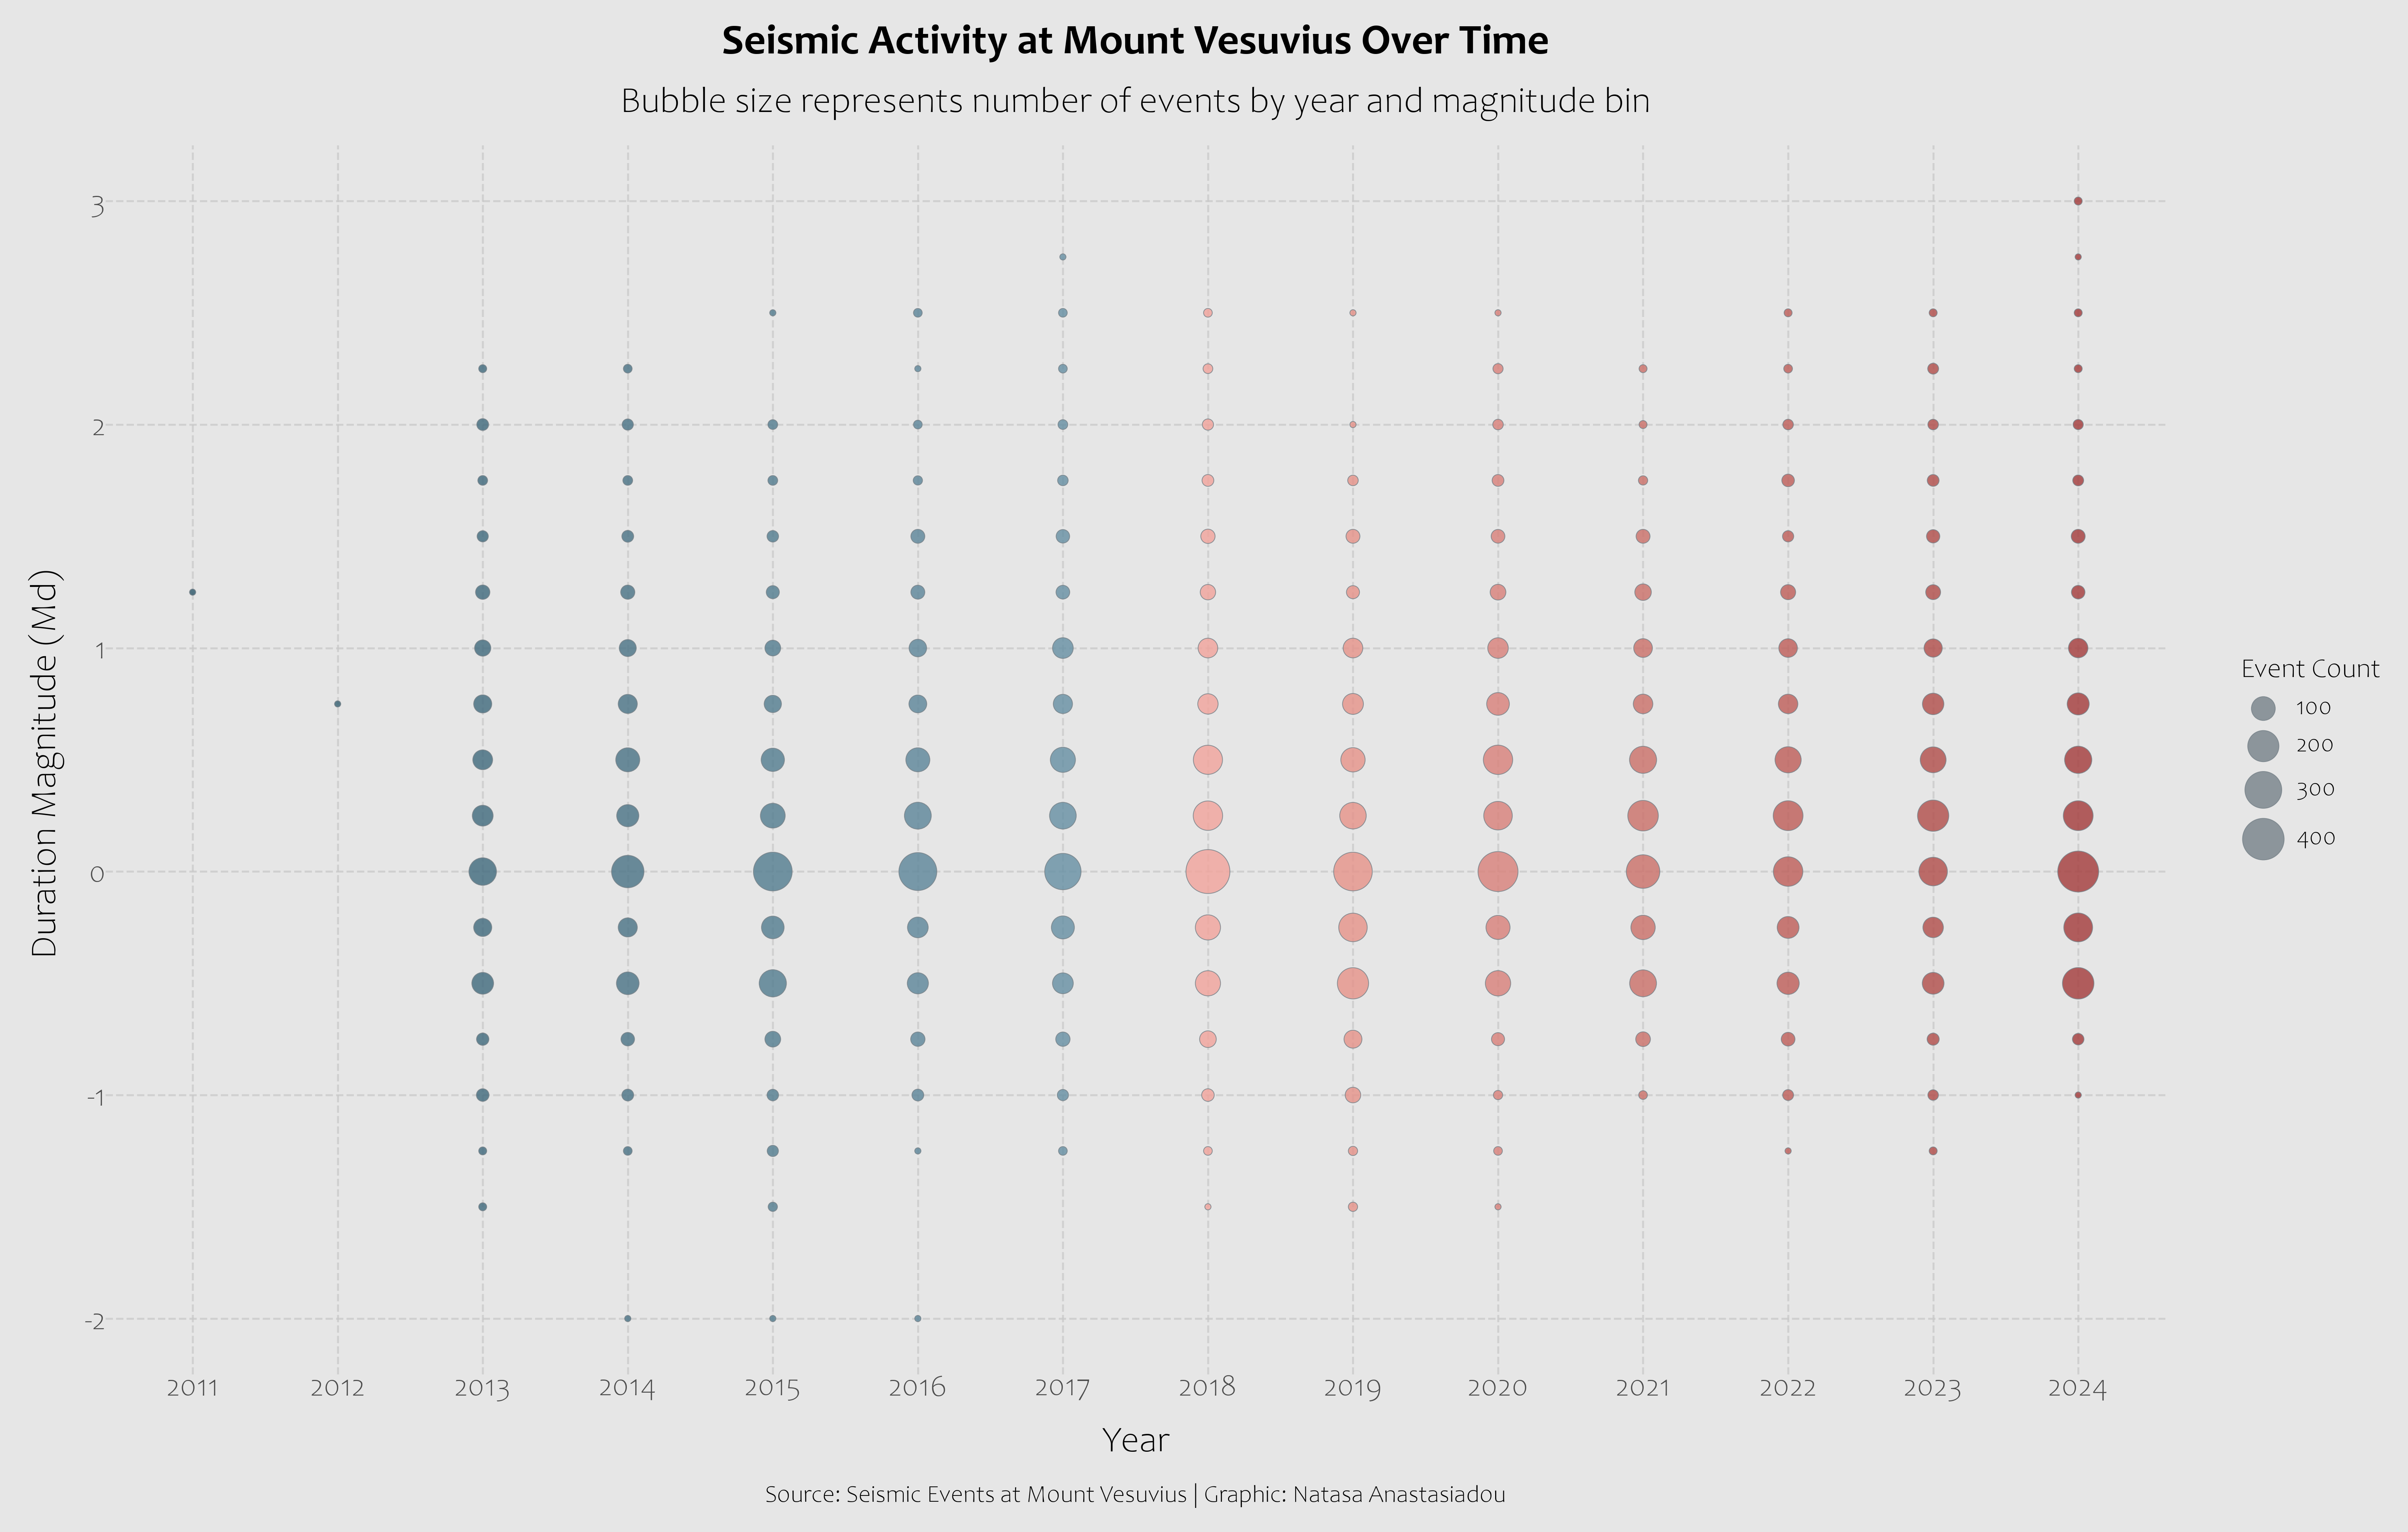 Seismic Activity at Mount Vesuvius Over Time
Bubble size represents number of events by year and magnitude bin
Duration Magnitude (Md)
3
2
1
0
-1
-2
2011 2012 2013 2014 2015 2016 2017 2018 2019 2020 2021 2022 2023 2024
Year
Event Count
100
200
300
400
Source: Seismic Events at Mount Vesuvius | Graphic: Natasa Anastasiadou